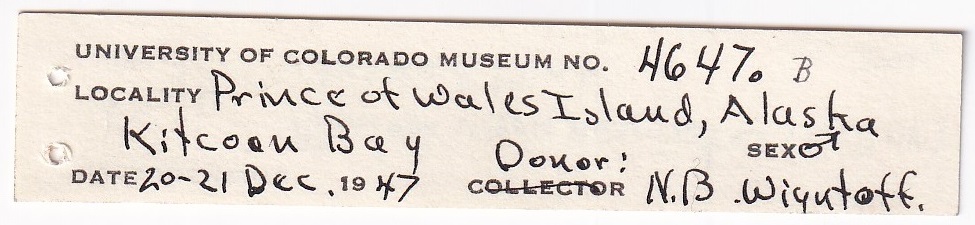 UNIVERSITY OF COLORADO MUSEUM NO. 4647. B
LOCALITY Prince of Wales Island, Alaska
Kitcoon Bay SEX ♂
Donor:
DATE 20-21 Dec. 1947 COLLECTOR N.B. Wigutoff.